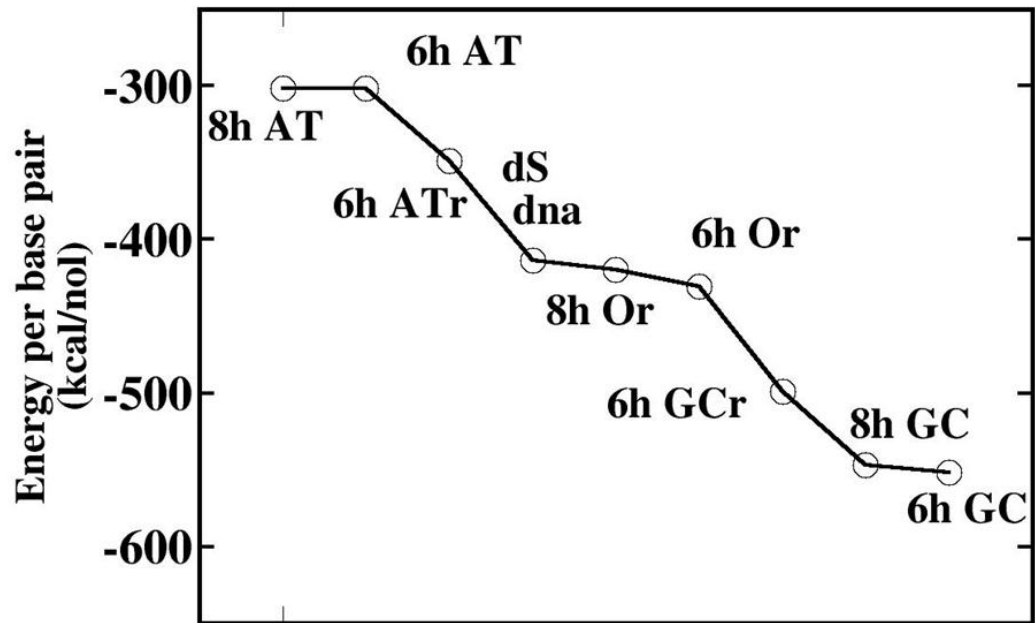 Energy per base pair
(kcal/nol)
-300
-400
-500
-600
6h AT
8h AT
6h ATr
dS
dna
6h Or
8h Or
6h GCr
8h GC
6h GC